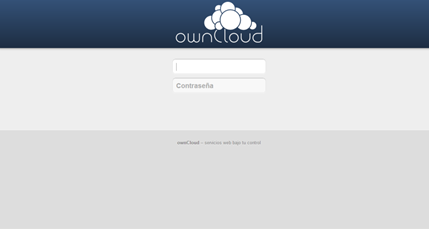 ownCloud
Contraseña
ownCloud – servicios web bajo tu control